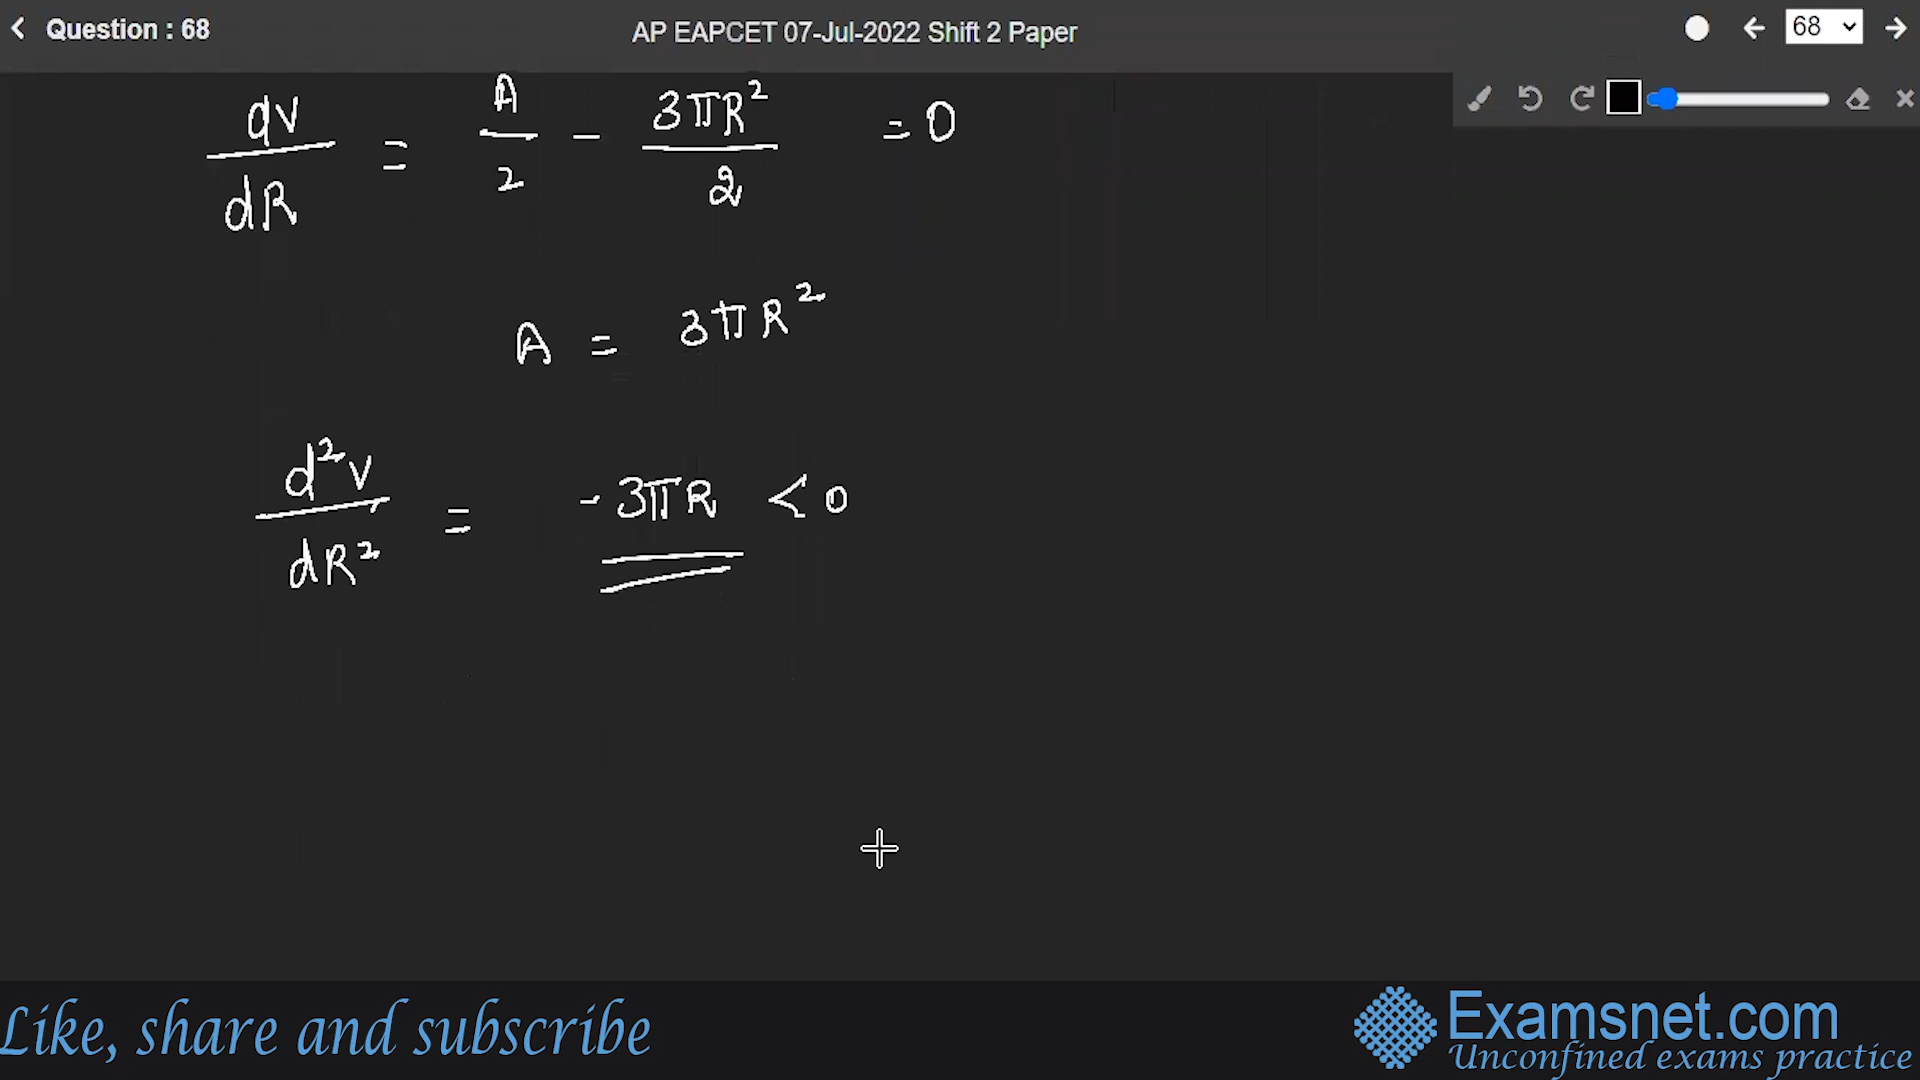 Question : 68
AP EAPCET 07-Jul-2022 Shift 2 Paper
68
dv/dR = A/2 - 3πR²/2 = 0
A = 3πR²
d²v/dR² = -3πR < 0
Like, share and subscribe
Examsnet.com
Unconfined exams practice